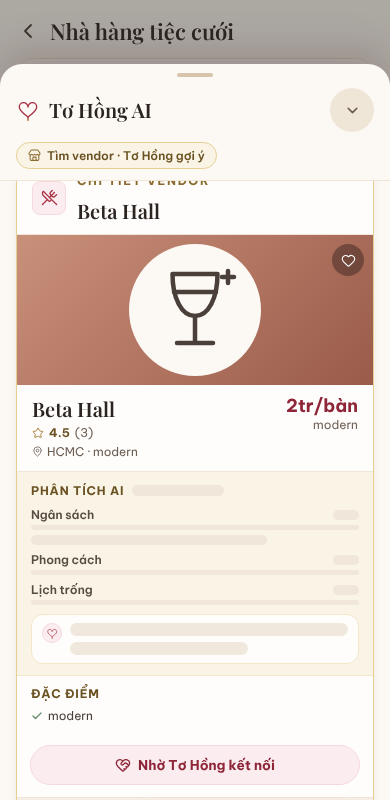 Nhà hàng tiệc cưới
Tơ Hồng AI
Tìm vendor · Tơ Hồng gợi ý
CHI TIẾT VENDOR
Beta Hall
Beta Hall
2tr/bàn
4.5 (3)
modern
HCMC · modern
PHÂN TÍCH AI
Ngân sách
Phong cách
Lịch trống
ĐẶC ĐIỂM
modern
Nhờ Tơ Hồng kết nối